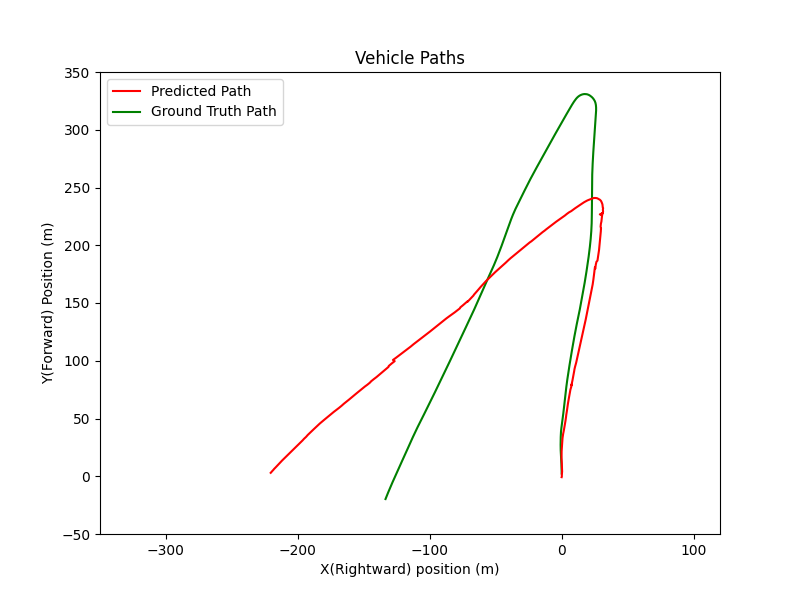 Vehicle Paths
Predicted Path
Ground Truth Path
350
300
250
200
150
100
50
0
−50
Y(Forward) Position (m)
−300
−200
−100
0
100
X(Rightward) position (m)